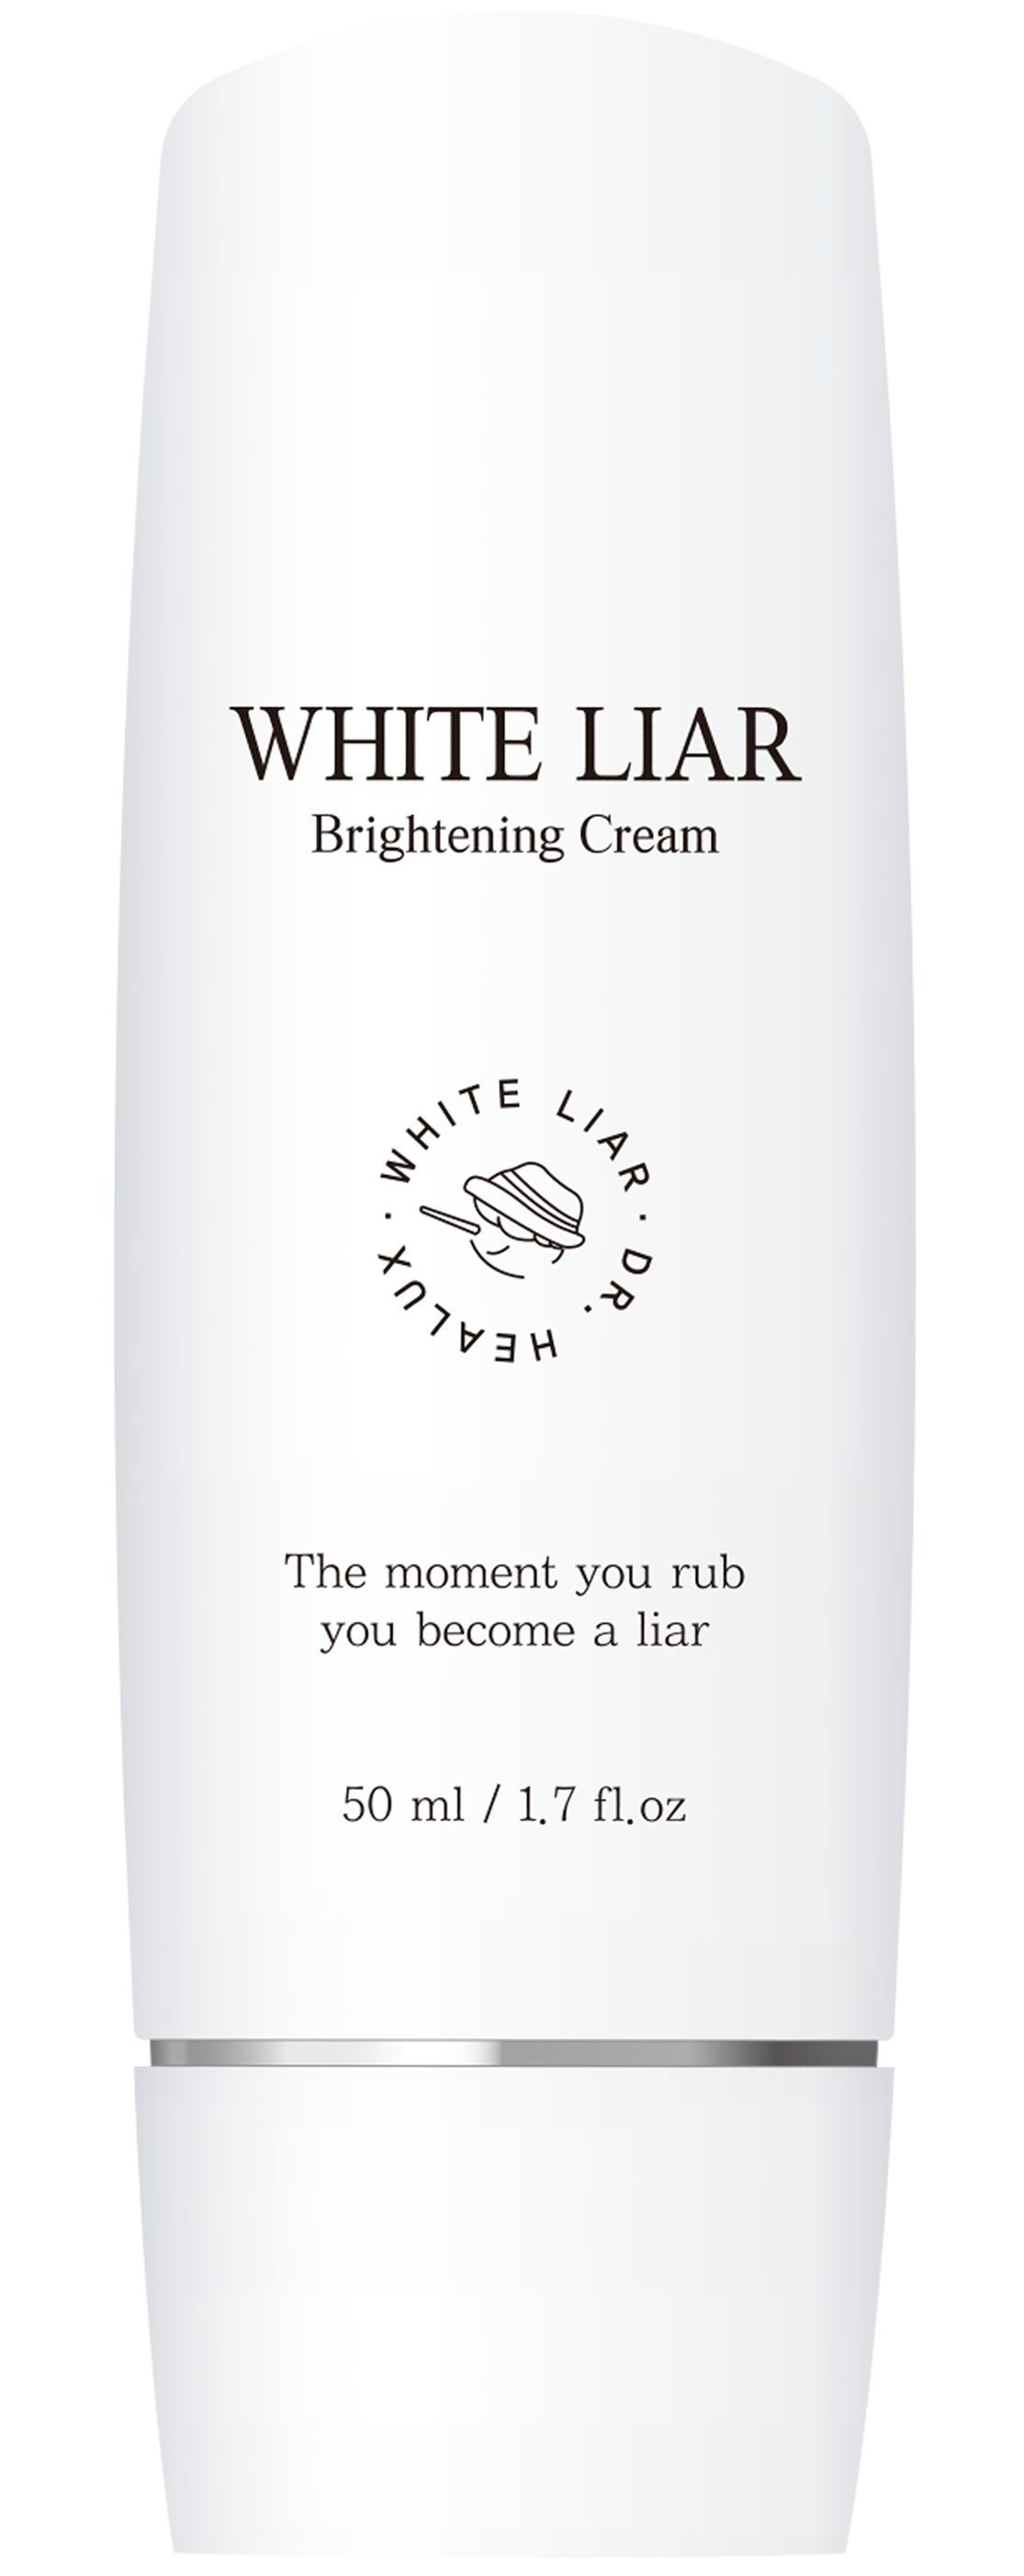 WHITE LIAR
Brightening Cream
· WHITE LIAR · DR. HEALUX
The moment you rub
you become a liar
50 ml / 1.7 fl.oz